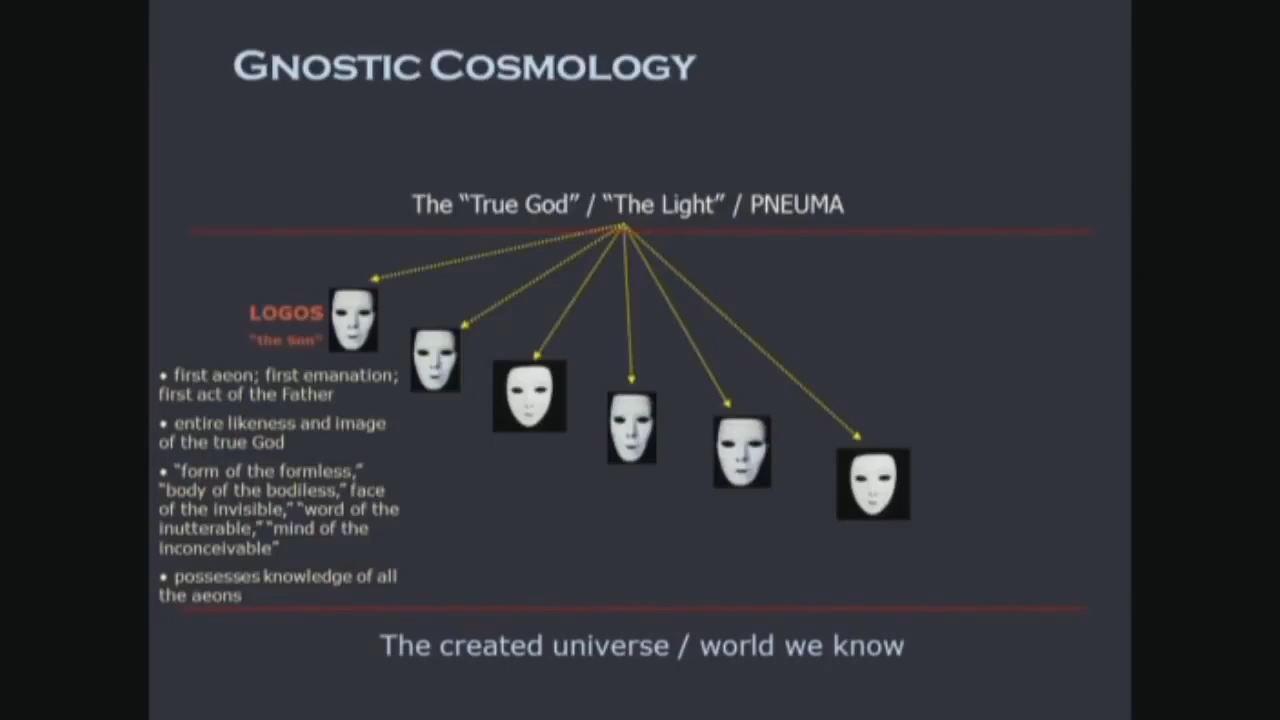 GNOSTIC COSMOLOGY
The “True God” / “The Light” / PNEUMA
LOGOS
"the Son"
• first aeon; first emanation;
first act of the Father
• entire likeness and image
of the true God
• “form of the formless,”
“body of the bodiless,” face
of the invisible,” “word of the
inutterable,” “mind of the
inconceivable”
• possesses knowledge of all
the aeons
The created universe / world we know